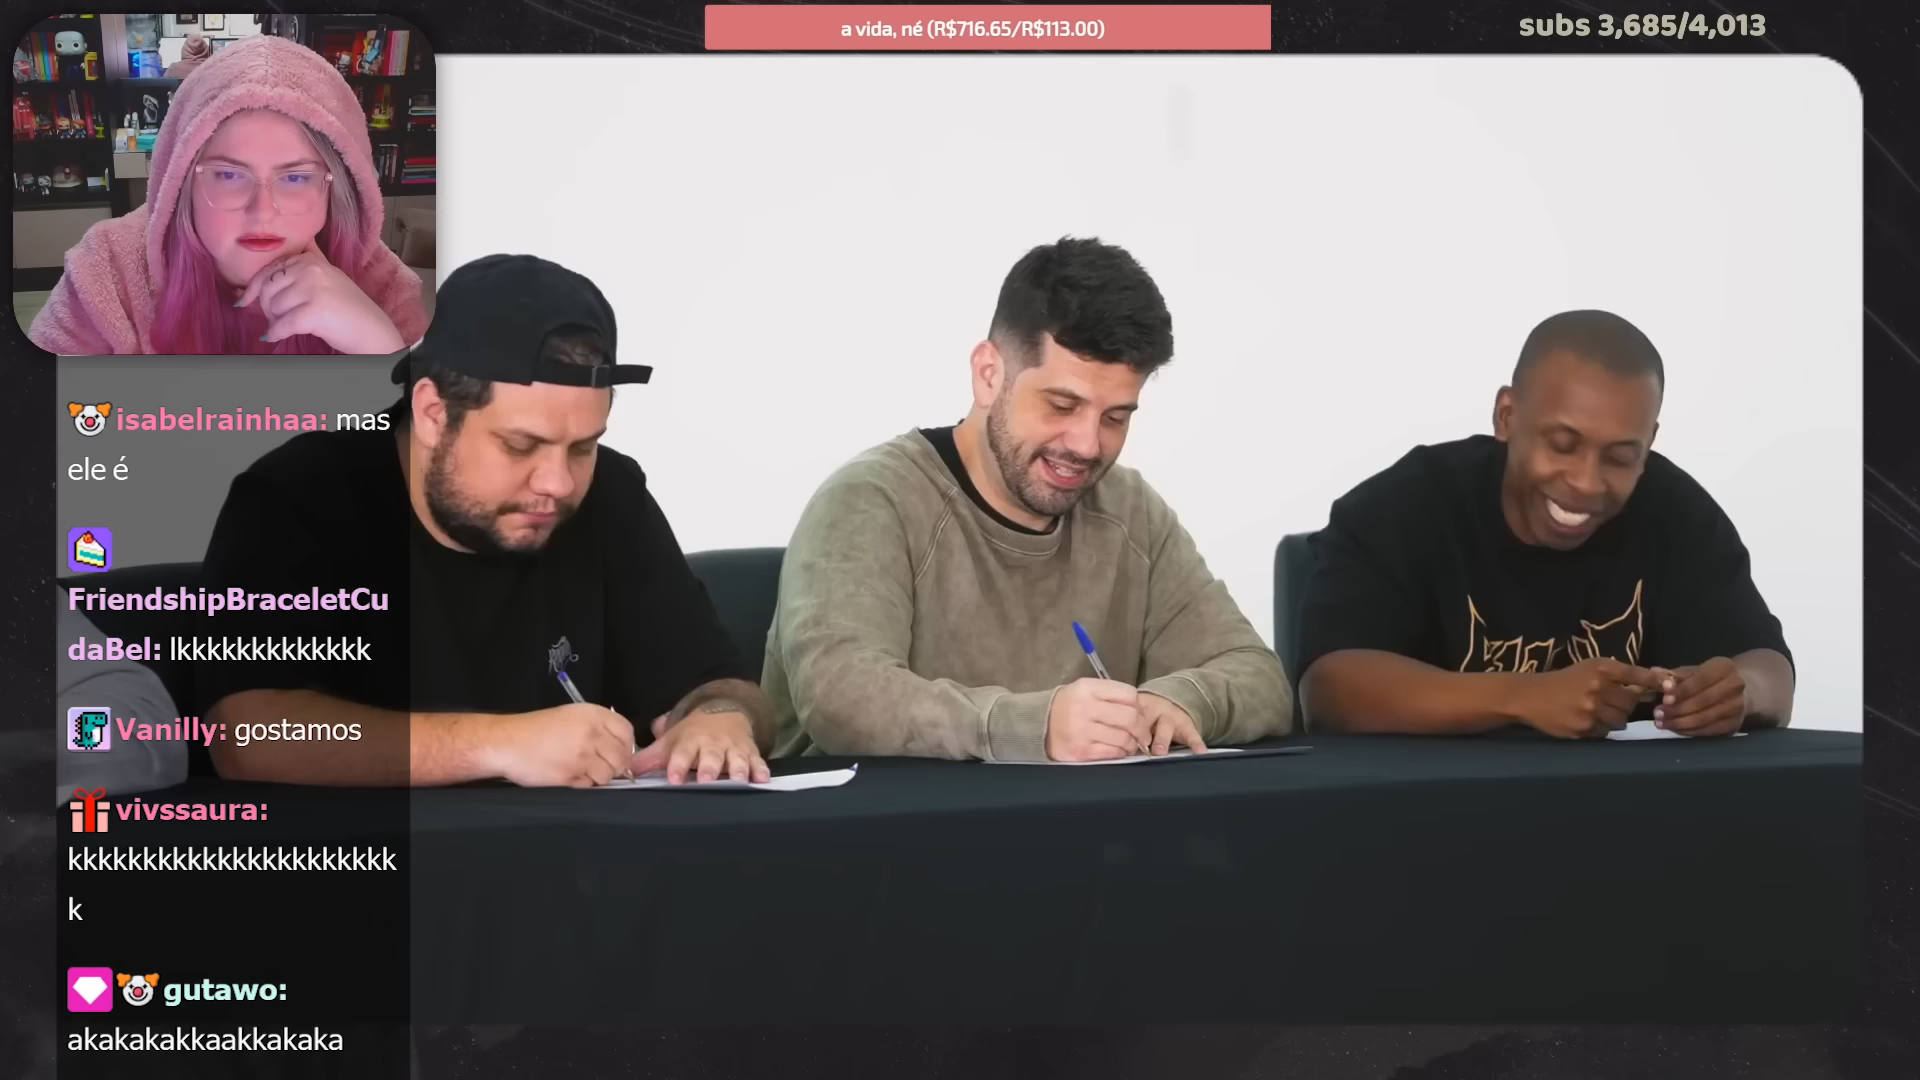 a vida, né (R$716.65/R$113.00)
subs 3,685/4,013
isabelrainhaa: mas
ele é
FriendshipBraceletCu
daBel: lkkkkkkkkkkkkk
Vanilly: gostamos
vivssaura:
kkkkkkkkkkkkkkkkkkkkkk
k
gutawo:
akakakakkaakkakaka